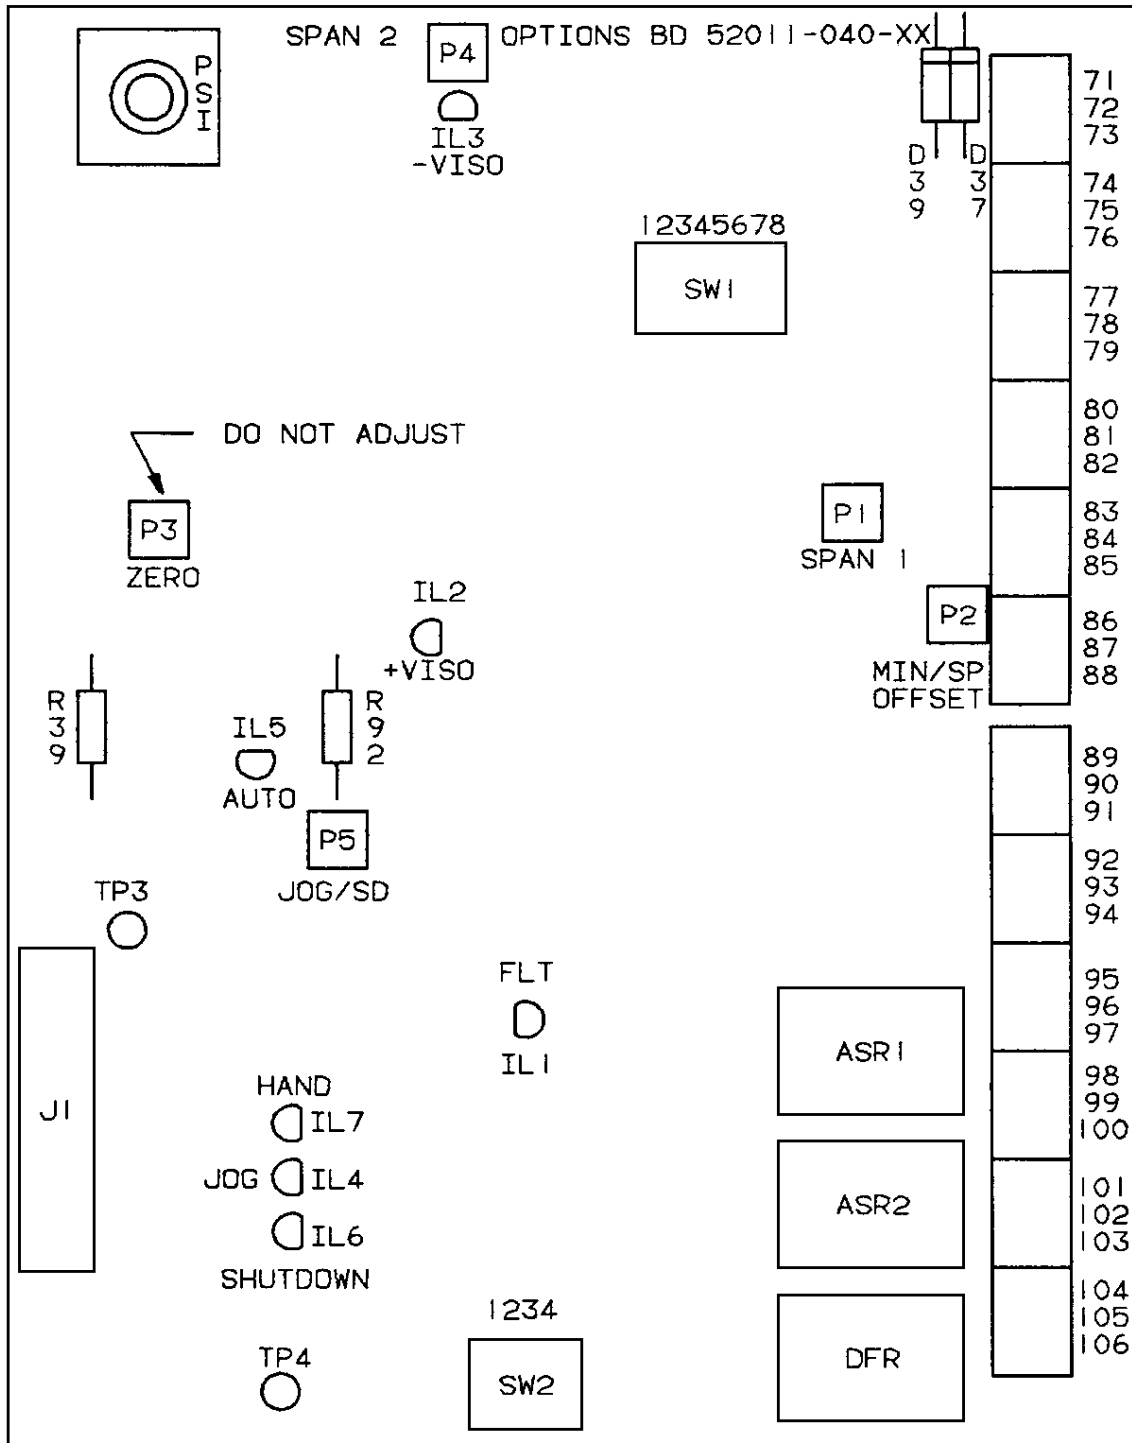 SPAN 2 P4 OPTIONS BD 52011-040-XX
PSI
IL3
-VISO
D39
D37
71
72
73
74
75
76
12345678
SW1
77
78
79
80
81
82
DO NOT ADJUST
P3
ZERO
P1
SPAN 1
83
84
85
P2
MIN/SP
OFFSET
86
87
88
IL2
+VISO
R39
IL5
AUTO
R92
P5
JOG/SD
89
90
91
92
93
94
TP3
J1
FLT
IL1
ASR1
95
96
97
98
99
100
HAND
IL7
JOG IL4
IL6
SHUTDOWN
ASR2
101
102
103
104
105
106
TP4
1234
SW2
DFR